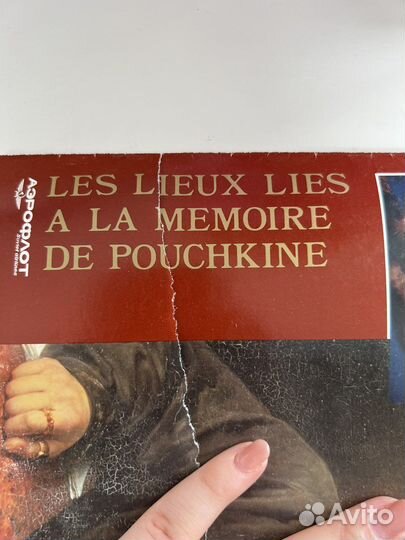 АЭРОФЛОТ
LES LIEUX LIES
A LA MEMOIRE
DE POUCHKINE
Avito